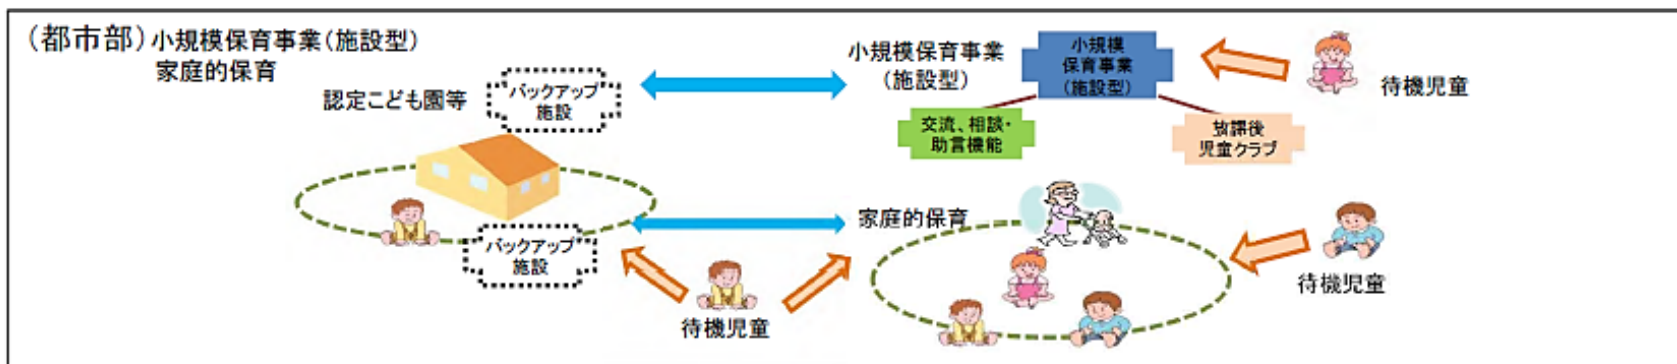 (都市部)小規模保育事業(施設型)
家庭的保育
認定こども園等
バックアップ
施設
小規模保育事業
(施設型)
小規模
保育事業
(施設型)
交流、相談・
助言機能
放課後
児童クラブ
待機児童
バックアップ
施設
家庭的保育
待機児童
待機児童